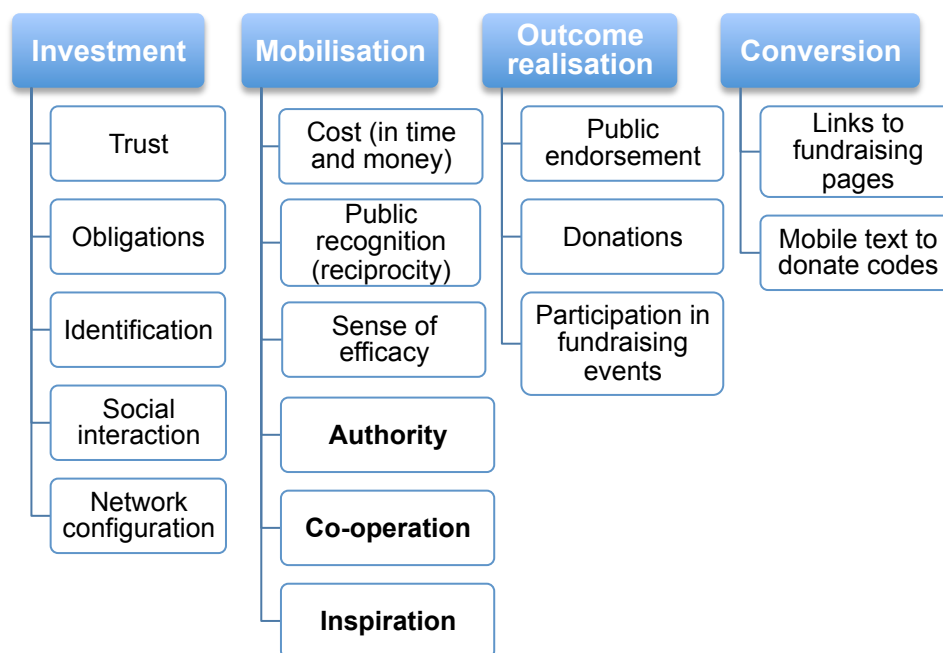 Investment
Trust
Obligations
Identification
Social
interaction
Network
configuration
Mobilisation
Cost (in time
and money)
Public
recognition
(reciprocity)
Sense of
efficacy
Authority
Co-operation
Inspiration
Outcome
realisation
Public
endorsement
Donations
Participation in
fundraising
events
Conversion
Links to
fundraising
pages
Mobile text to
donate codes